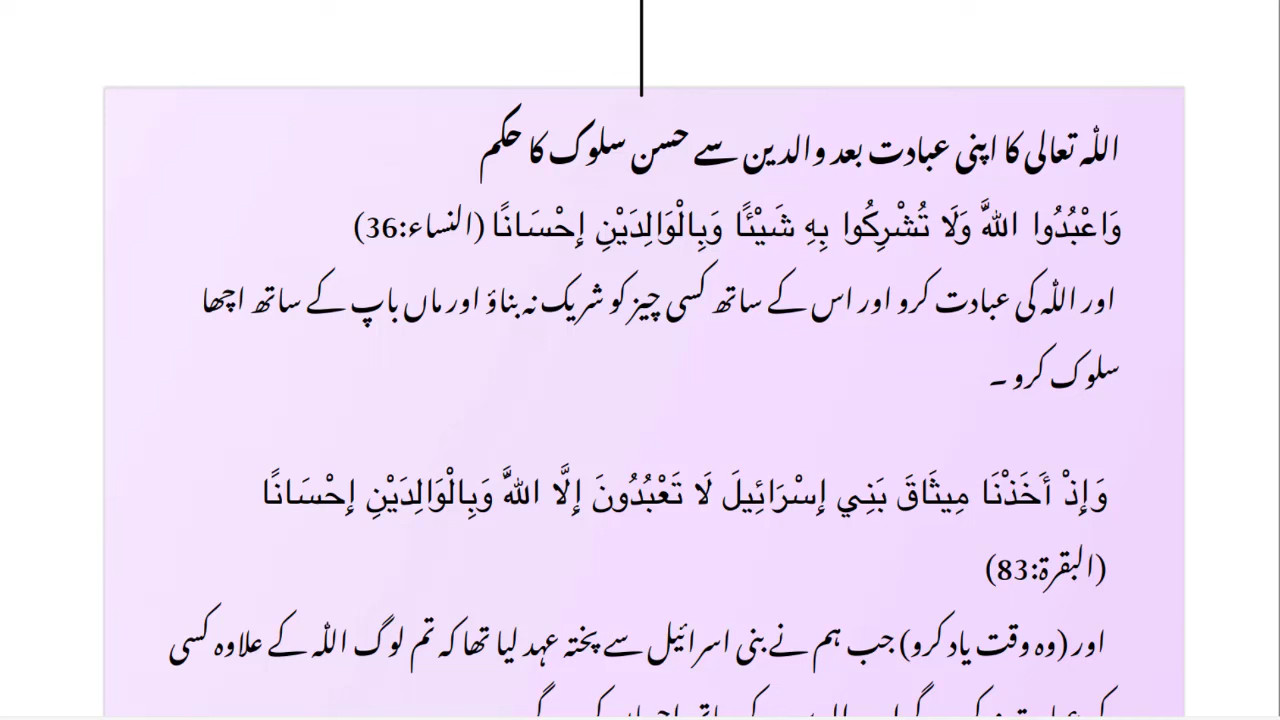 اللہ تعالی کا اپنی عبادت بعد والدین سے حسن سلوک کا حکم
وَاعْبُدُوا اللهَّ وَلَا تُشْرِكُوا بِهِ شَيْئًا وَبِالْوَالِدَيْنِ إِحْسَانًا (النساء:36)
اور اللہ کی عبادت کرو اور اس کے ساتھ کسی چیز کو شریک نہ بناؤ اور ماں باپ کے ساتھ اچھا
سلوک کرو ۔
وَإِذْ أَخَذْنَا مِيثَاقَ بَنِي إِسْرَائِيلَ لَا تَعْبُدُونَ إِلَّا اللهَّ وَبِالْوَالِدَيْنِ إِحْسَانًا
(البقرۃ:83)
اور (وہ وقت یاد کرو) جب ہم نے بنی اسرائیل سے پختہ عہد لیا تھا کہ تم لوگ اللہ کے علاوہ کسی